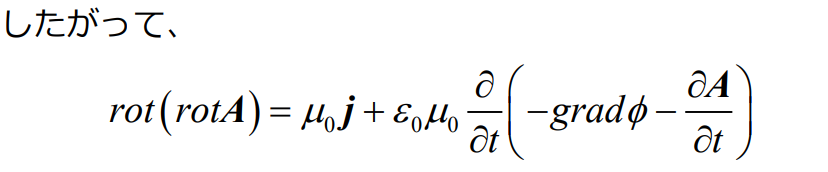 したがって、
rot(rotA) = μ₀j + ε₀μ₀ ∂/∂t (−gradϕ − ∂A/∂t)